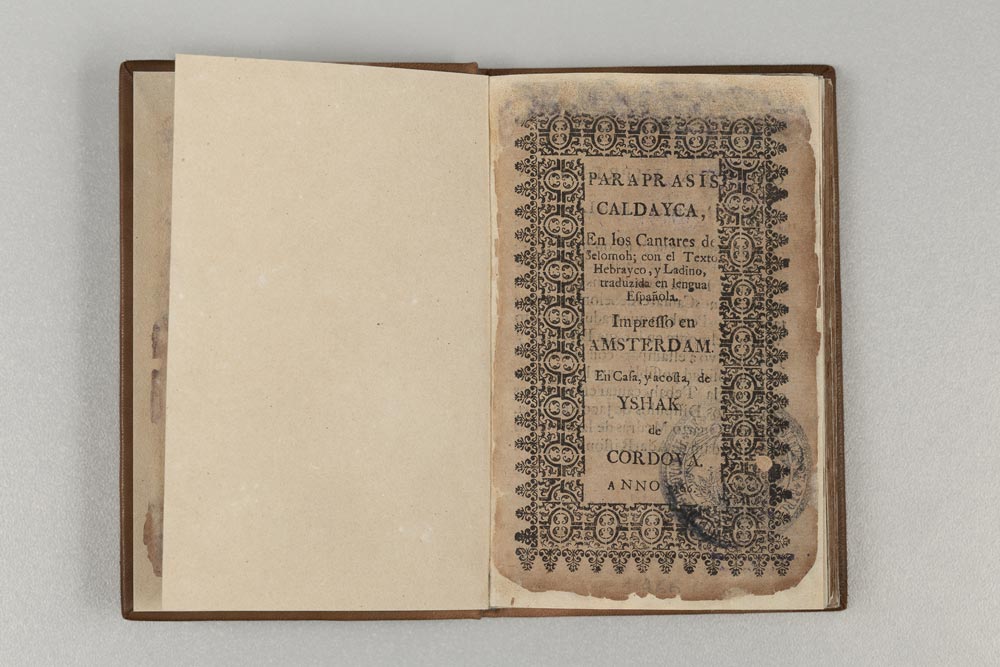 PARAPRASIS
CALDAYCA,
En los Cantares de
Selomoh; con el Texto
Hebrayco, y Ladino,
traduzida en lengua
Española.
Impreſſo en
AMSTERDAM.
En Caſa, y acoſta, de
YSHAK
de
CORDOVA.
ANNO